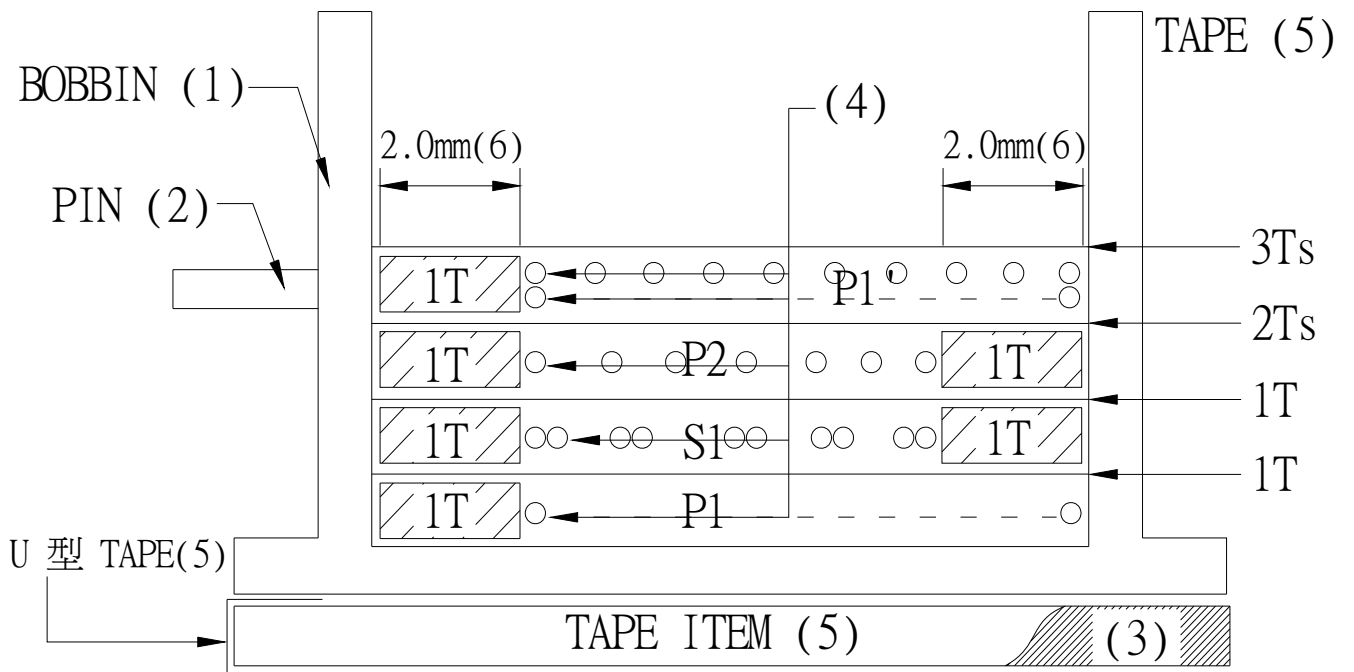 TAPE (5)
BOBBIN (1)
(4)
2.0mm(6)
2.0mm(6)
PIN (2)
3Ts
1T
P1'
2Ts
1T
P2
1T
1T
1T
S1
1T
1T
1T
P1
U 型 TAPE(5)
TAPE ITEM (5)
(3)